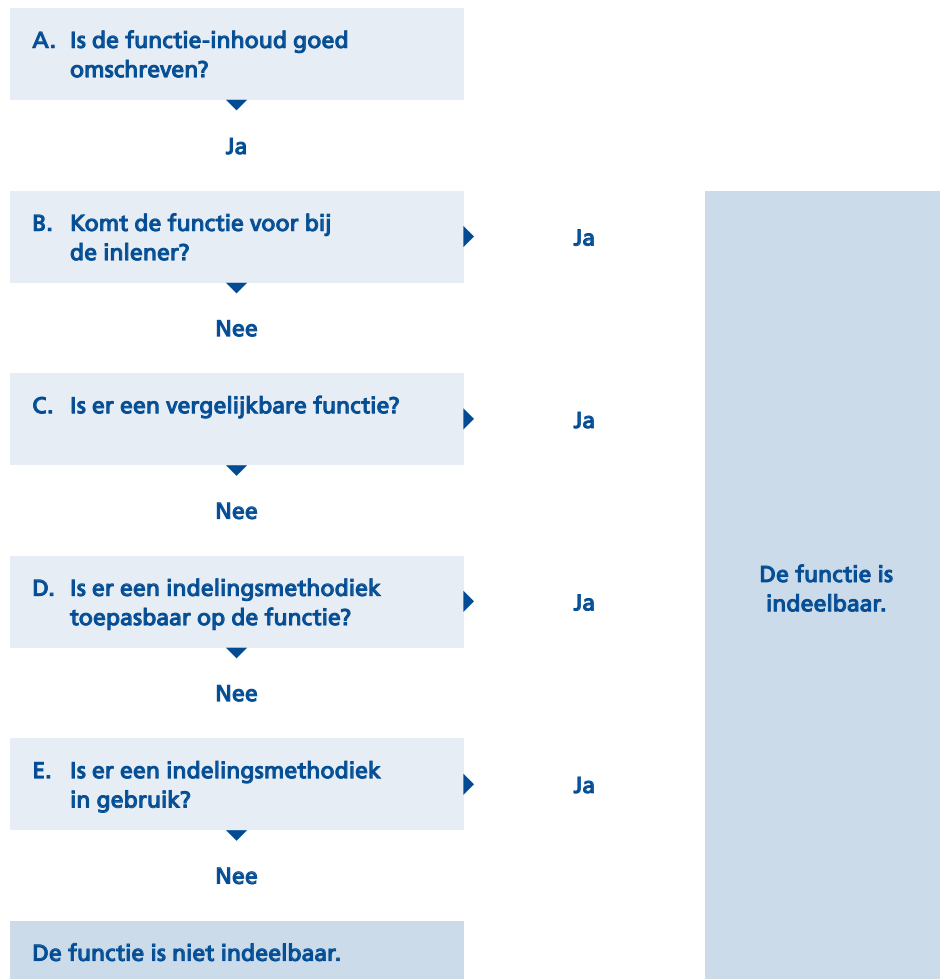 A. Is de functie-inhoud goed
omschreven?
Ja
B. Komt de functie voor bij
de inlener?
Ja
Nee
C. Is er een vergelijkbare functie?
Ja
Nee
D. Is er een indelingsmethodiek
toepasbaar op de functie?
Ja
Nee
E. Is er een indelingsmethodiek
in gebruik?
Ja
Nee
De functie is niet indeelbaar.
De functie is
indeelbaar.